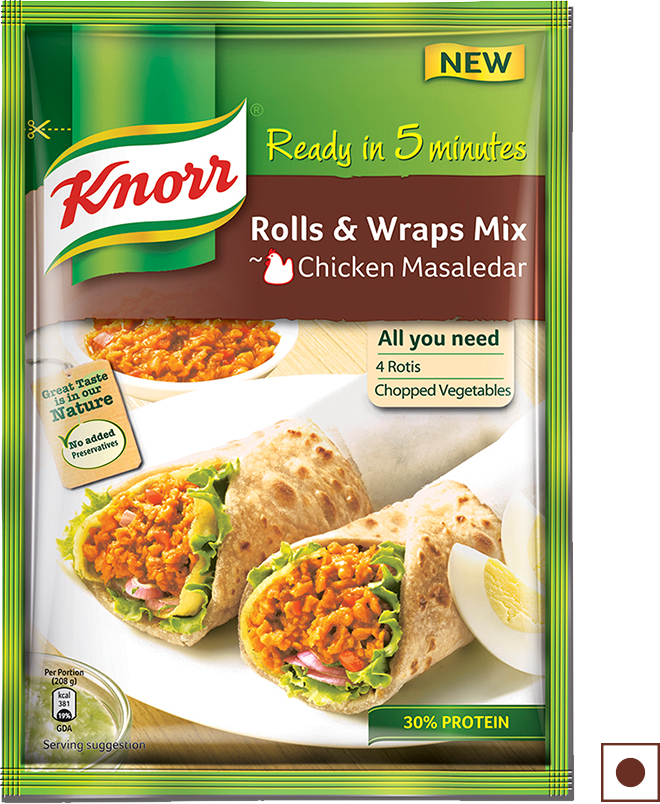 NEW
Knorr
®
Ready in 5 minutes
Rolls & Wraps Mix
~ Chicken Masaledar
All you need
4 Rotis
Chopped Vegetables
Great Taste
is in our
Nature
No added
Preservatives
Per Portion
(208 g)
kcal
381
19%
GDA
Serving suggestion
30% PROTEIN